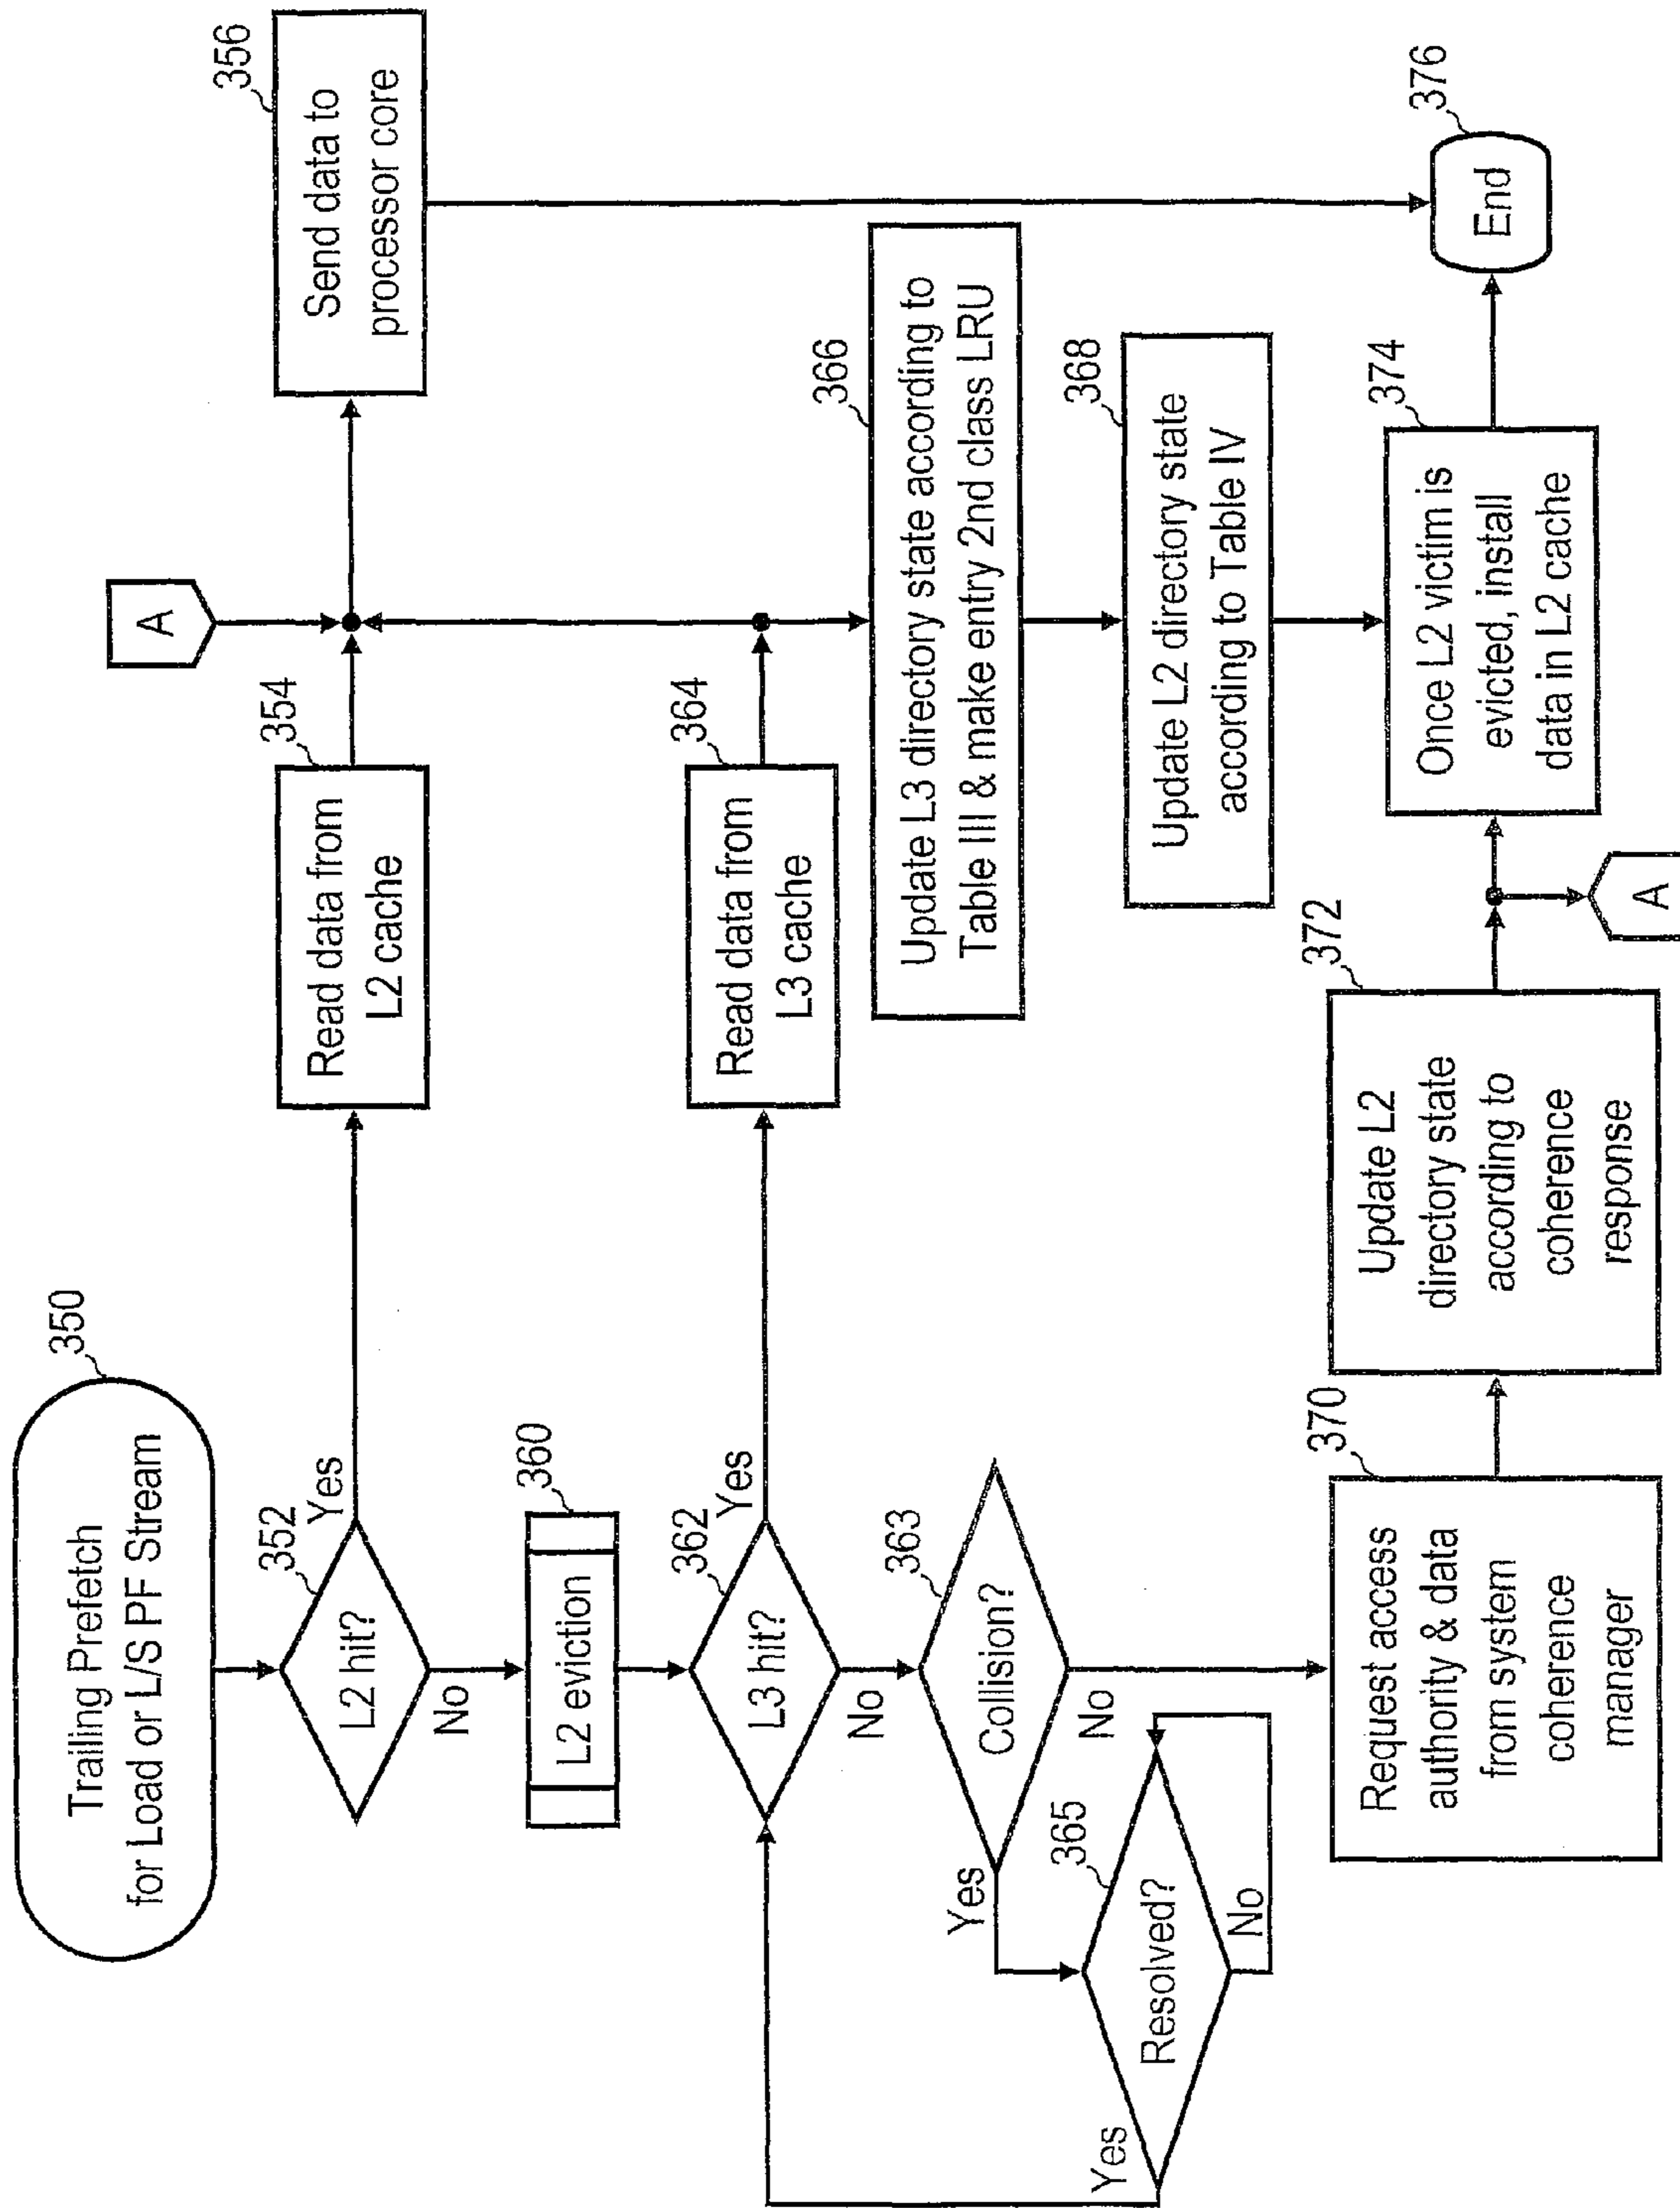 350
Trailing Prefetch
for Load or L/S PF Stream
352
L2 hit?
Yes
No
354
Read data from
L2 cache
A
356
Send data to
processor core
360
L2 eviction
362
L3 hit?
Yes
No
364
Read data from
L3 cache
366
Update L3 directory state according to
Table III & make entry 2nd class LRU
363
Collision?
Yes
No
365
Resolved?
Yes
No
368
Update L2 directory state
according to Table IV
370
Request access
authority & data
from system
coherence
manager
372
Update L2
directory state
according to
coherence
response
A
374
Once L2 victim is
evicted, install
data in L2 cache
376
End